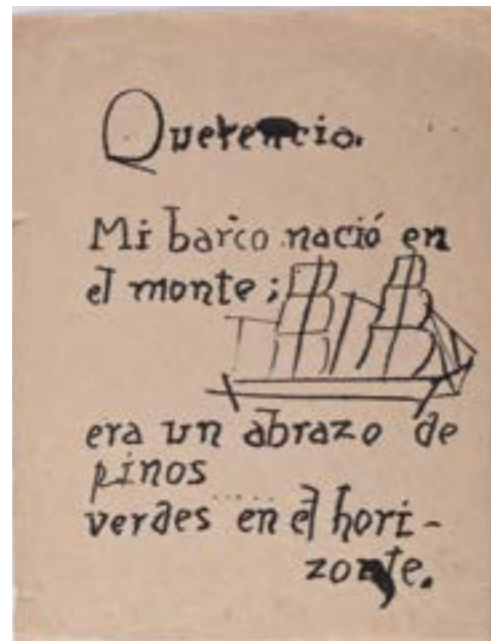 Querencia.
Mi barco nació en
el monte;
era un abrazo de
pinos
verdes en el hori-
zonte.